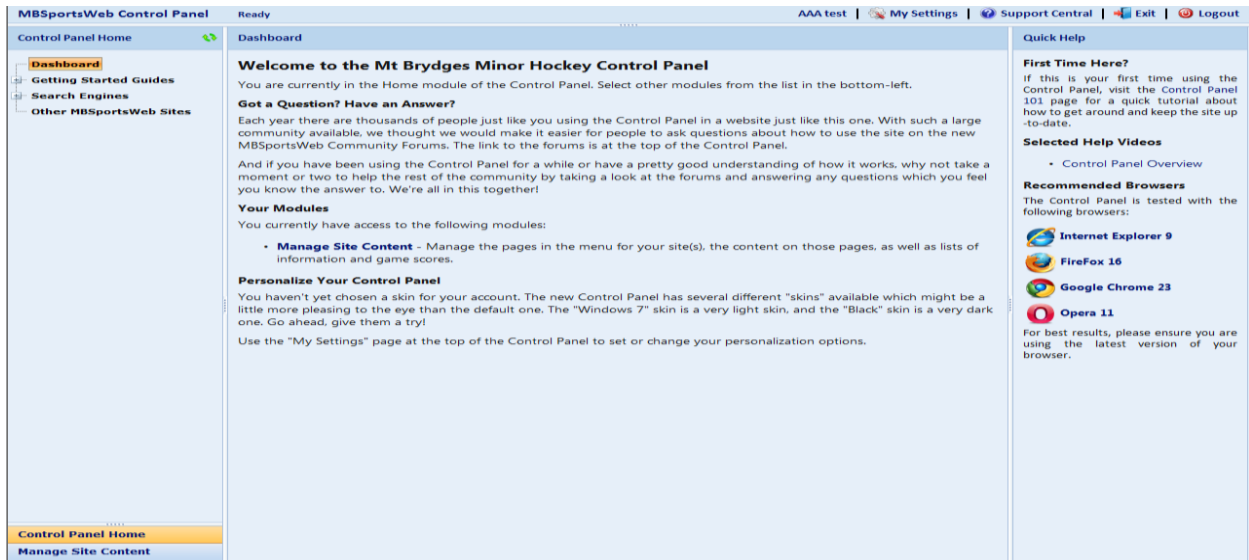 MBSportsWeb Control Panel
Ready
AAA test | My Settings | Support Central | Exit | Logout
Control Panel Home
Dashboard
Getting Started Guides
Search Engines
Other MBSportsWeb Sites
Control Panel Home
Manage Site Content
Dashboard
Welcome to the Mt Brydges Minor Hockey Control Panel
You are currently in the Home module of the Control Panel. Select other modules from the list in the bottom-left.
Got a Question? Have an Answer?
Each year there are thousands of people just like you using the Control Panel in a website just like this one. With such a large
community available, we thought we would make it easier for people to ask questions about how to use the site on the new
MBSportsWeb Community Forums. The link to the forums is at the top of the Control Panel.
And if you have been using the Control Panel for a while or have a pretty good understanding of how it works, why not take a
moment or two to help the rest of the community by taking a look at the forums and answering any questions which you feel
you know the answer to. We're all in this together!
Your Modules
You currently have access to the following modules:
• Manage Site Content - Manage the pages in the menu for your site(s), the content on those pages, as well as lists of
information and game scores.
Personalize Your Control Panel
You haven't yet chosen a skin for your account. The new Control Panel has several different "skins" available which might be a
little more pleasing to the eye than the default one. The "Windows 7" skin is a very light skin, and the "Black" skin is a very dark
one. Go ahead, give them a try!
Use the "My Settings" page at the top of the Control Panel to set or change your personalization options.
Quick Help
First Time Here?
If this is your first time using the
Control Panel, visit the Control Panel
101 page for a quick tutorial about
how to get around and keep the site up
-to-date.
Selected Help Videos
• Control Panel Overview
Recommended Browsers
The Control Panel is tested with the
following browsers:
Internet Explorer 9
FireFox 16
Google Chrome 23
Opera 11
For best results, please ensure you are
using the latest version of your
browser.